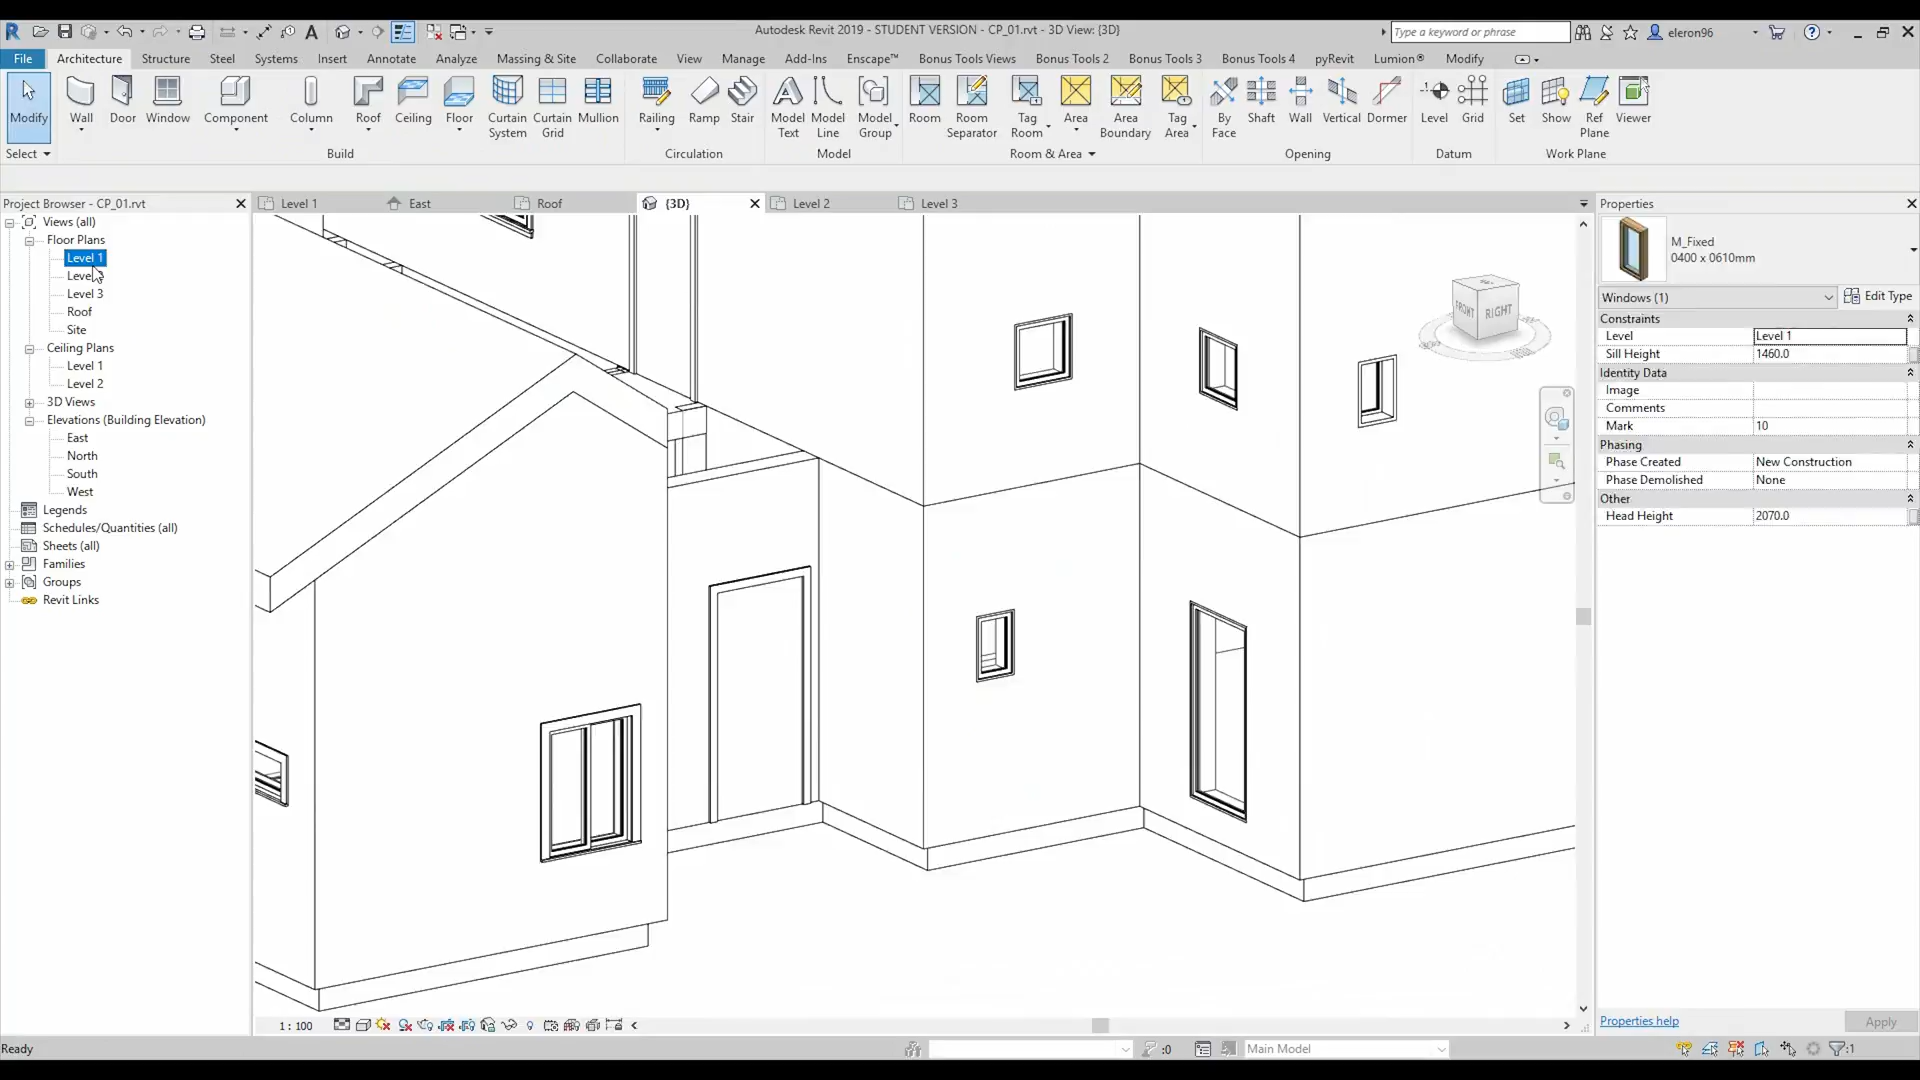 Autodesk Revit 2019 - STUDENT VERSION - CP_01.rvt - 3D View: {3D}
Type a keyword or phrase
eleron96
File Architecture Structure Steel Systems Insert Annotate Analyze Massing & Site Collaborate View Manage Add-Ins Enscape™ Bonus Tools Views Bonus Tools 2 Bonus Tools 3 Bonus Tools 4 pyRevit Lumion® Modify
Modify Wall Door Window Component Column Roof Ceiling Floor Curtain System Curtain Grid Mullion Railing Ramp Stair Model Text Model Line Model Group Room Room Separator Tag Room Area Area Boundary Tag Area By Face Shaft Wall Vertical Dormer Level Grid Set Show Ref Plane Viewer
Select Build Circulation Model Room & Area Opening Datum Work Plane
Project Browser - CP_01.rvt
Level 1 East Roof {3D} Level 2 Level 3
Properties
Views (all)
Floor Plans
Level 1
Level 3
Roof
Site
Ceiling Plans
Level 1
Level 2
3D Views
Elevations (Building Elevation)
East
North
South
West
Legends
Schedules/Quantities (all)
Sheets (all)
Families
Groups
Revit Links
FRONT RIGHT
M_Fixed
0400 x 0610mm
Windows (1) Edit Type
Constraints
Level Level 1
Sill Height 1460.0
Identity Data
Image
Comments
Mark 10
Phasing
Phase Created New Construction
Phase Demolished None
Other
Head Height 2070.0
Properties help Apply
1 : 100
Ready
:0
Main Model
:1